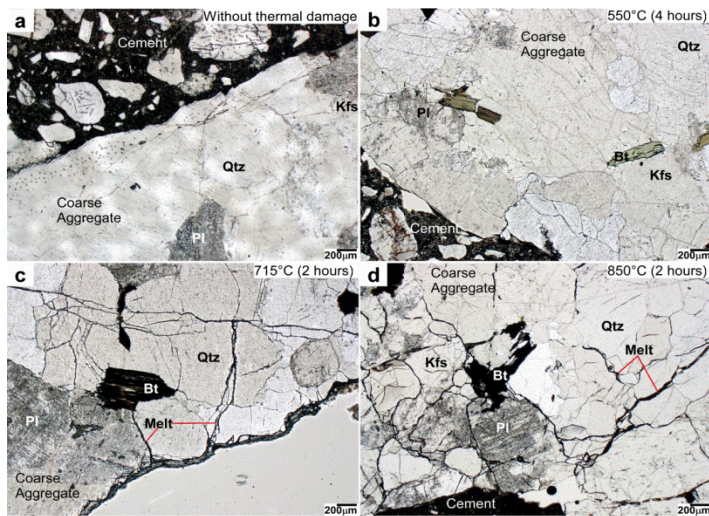 a
Without thermal damage
Cement
Kfs
Qtz
Coarse
Aggregate
Pl
200µm
b
550°C (4 hours)
Coarse
Aggregate
Qtz
Pl
Bt
Kfs
Cement
200µm
c
715°C (2 hours)
Qtz
Bt
Pl
Melt
Coarse
Aggregate
200µm
d
850°C (2 hours)
Coarse
Aggregate
Qtz
Kfs
Melt
Bt
Pl
Cement
200µm